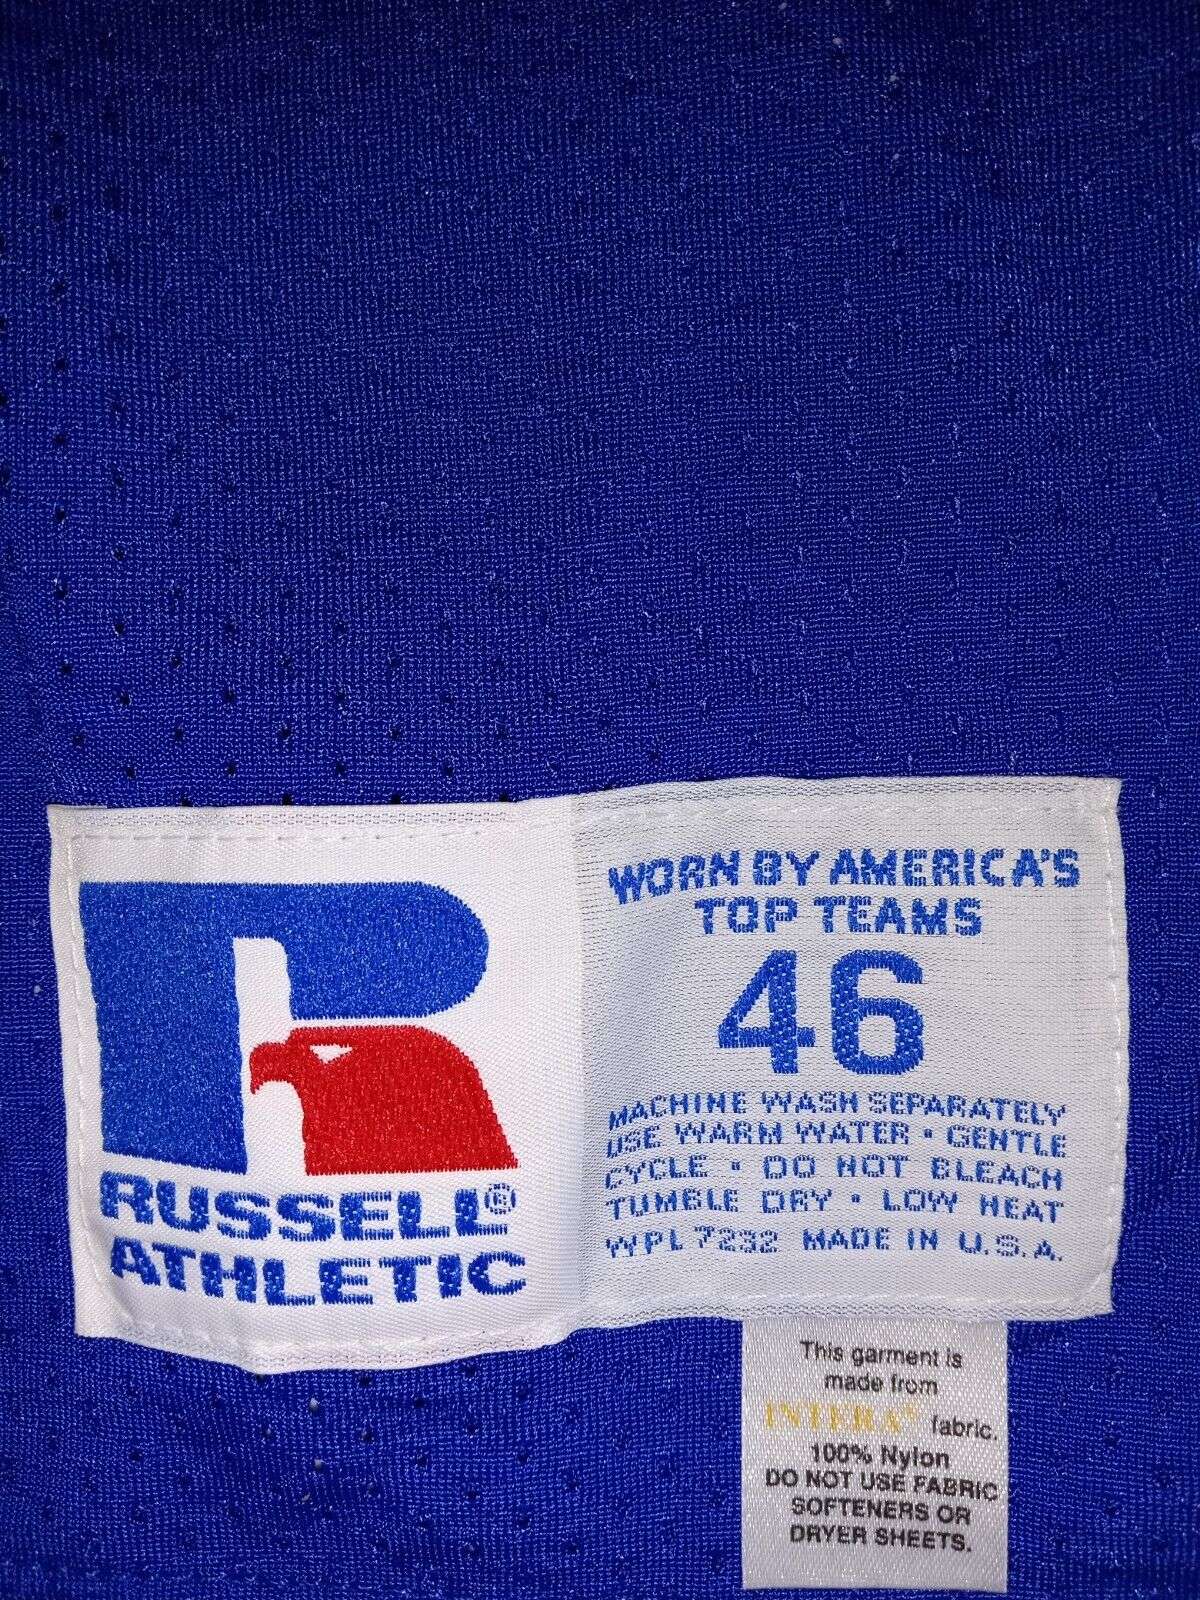 RUSSELL®
ATHLETIC
WORN BY AMERICA'S
TOP TEAMS
46
MACHINE WASH SEPARATELY
USE WARM WATER · GENTLE
CYCLE · DO NOT BLEACH
TUMBLE DRY · LOW HEAT
WPL 7232 MADE IN U.S.A.
This garment is
made from
INTERA® fabric.
100% Nylon
DO NOT USE FABRIC
SOFTENERS OR
DRYER SHEETS.